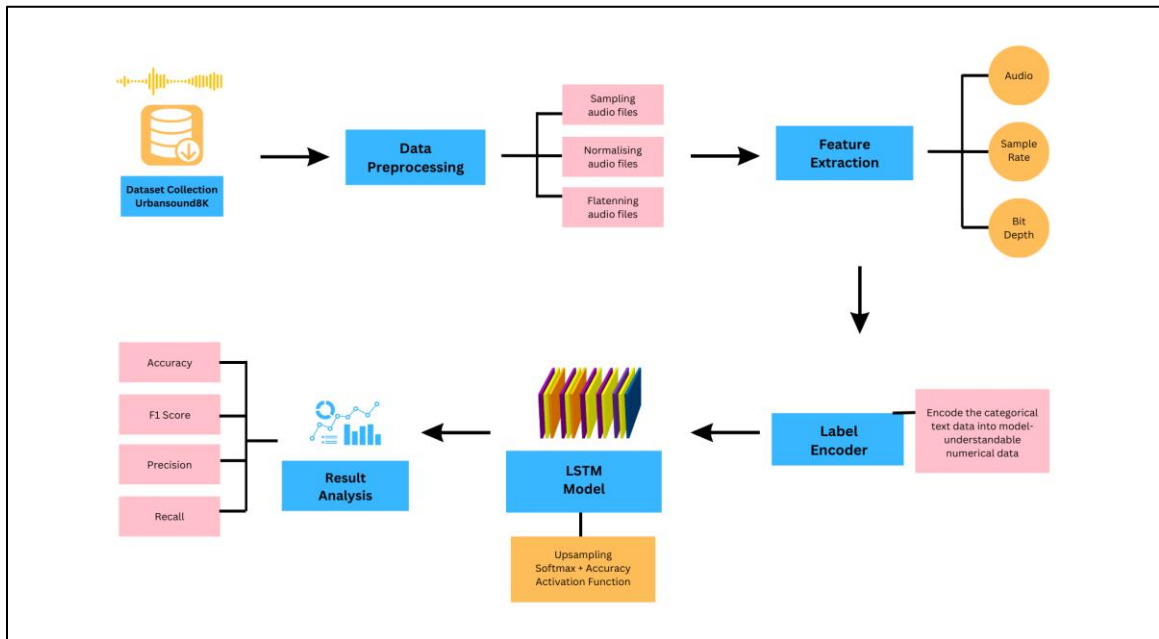 Dataset Collection
Urbansound8K
Data
Preprocessing
Sampling
audio files
Normalising
audio files
Flatenning
audio files
Feature
Extraction
Audio
Sample
Rate
Bit
Depth
Label
Encoder
Encode the categorical
text data into model-
understandable
numerical data
LSTM
Model
Upsampling
Softmax + Accuracy
Activation Function
Result
Analysis
Accuracy
F1 Score
Precision
Recall